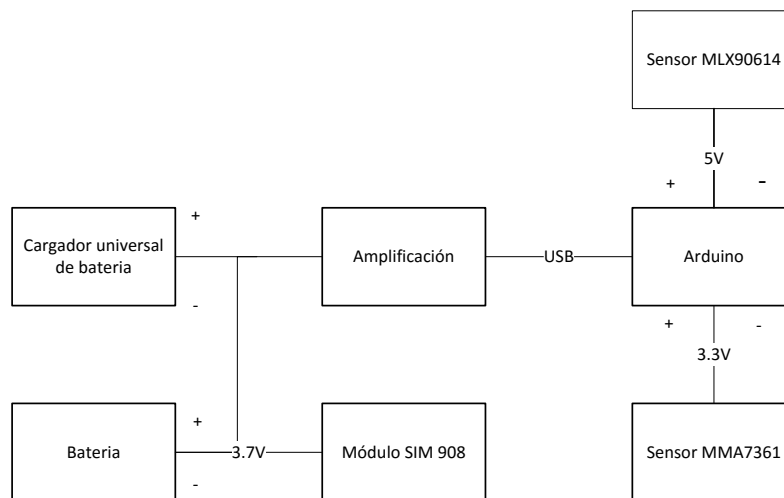 Sensor MLX90614
5V
+
-
Cargador universal
de bateria
+
-
Amplificación
USB
Arduino
+
-
3.3V
Bateria
+
-
3.7V
Módulo SIM 908
Sensor MMA7361